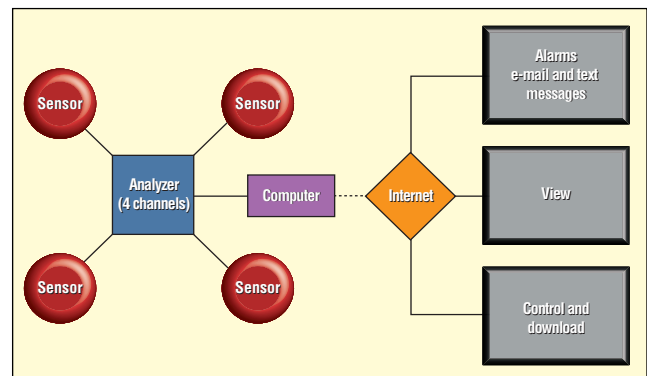 Sensor
Sensor
Analyzer
(4 channels)
Computer
Internet
Sensor
Sensor
Alarms
e-mail and text
messages
View
Control and
download